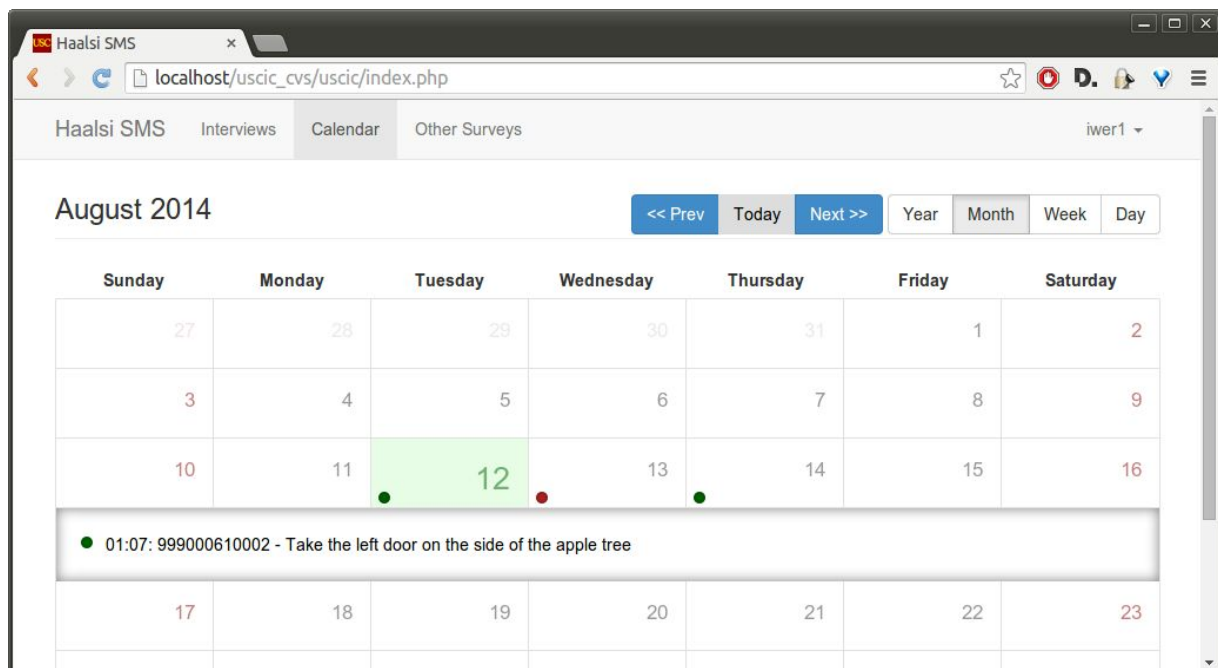 Haalsi SMS
localhost/uscic_cvs/uscic/index.php
Haalsi SMS Interviews Calendar Other Surveys iwer1
August 2014 << Prev Today Next >> Year Month Week Day
Sunday Monday Tuesday Wednesday Thursday Friday Saturday
27 28 29 30 31 1 2
3 4 5 6 7 8 9
10 11 12 13 14 15 16
01:07: 999000610002 - Take the left door on the side of the apple tree
17 18 19 20 21 22 23